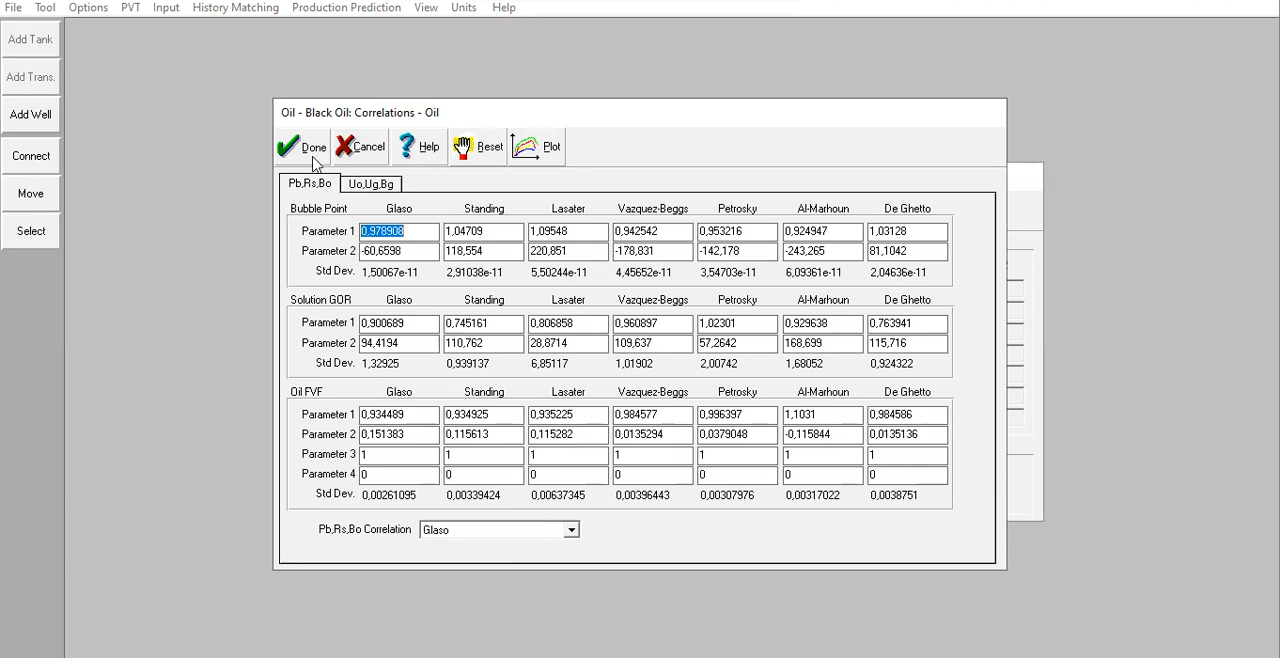 File Tool Options PVT Input History Matching Production Prediction View Units Help
Add Tank
Add Trans.
Add Well
Connect
Move
Select
Oil - Black Oil: Correlations - Oil
Done Cancel Help Reset Plot
Pb,Rs,Bo Uo,Ug,Bg
Bubble Point Glaso Standing Lasater Vazquez-Beggs Petrosky Al-Marhoun De Ghetto
Parameter 1 0,978908 1,04709 1,09548 0,942542 0,953216 0,924947 1,03128
Parameter 2 -60,6598 118,554 220,851 -178,831 -142,178 -243,265 81,1042
Std Dev. 1,50067e-11 2,91038e-11 5,50244e-11 4,45652e-11 3,54703e-11 6,09361e-11 2,04636e-11
Solution GOR Glaso Standing Lasater Vazquez-Beggs Petrosky Al-Marhoun De Ghetto
Parameter 1 0,900689 0,745161 0,806858 0,960897 1,02301 0,929638 0,763941
Parameter 2 94,4194 110,762 28,8714 109,637 57,2642 168,699 115,716
Std Dev. 1,32925 0,939137 6,85117 1,01902 2,00742 1,68052 0,924322
Oil FVF Glaso Standing Lasater Vazquez-Beggs Petrosky Al-Marhoun De Ghetto
Parameter 1 0,934489 0,934925 0,935225 0,984577 0,996397 1,1031 0,984586
Parameter 2 0,151383 0,115613 0,115282 0,0135294 0,0379048 -0,115844 0,0135136
Parameter 3 1 1 1 1 1 1 1
Parameter 4 0 0 0 0 0 0 0
Std Dev. 0,00261095 0,00339424 0,00637345 0,00396443 0,00307976 0,00317022 0,0038751
Pb,Rs,Bo Correlation Glaso